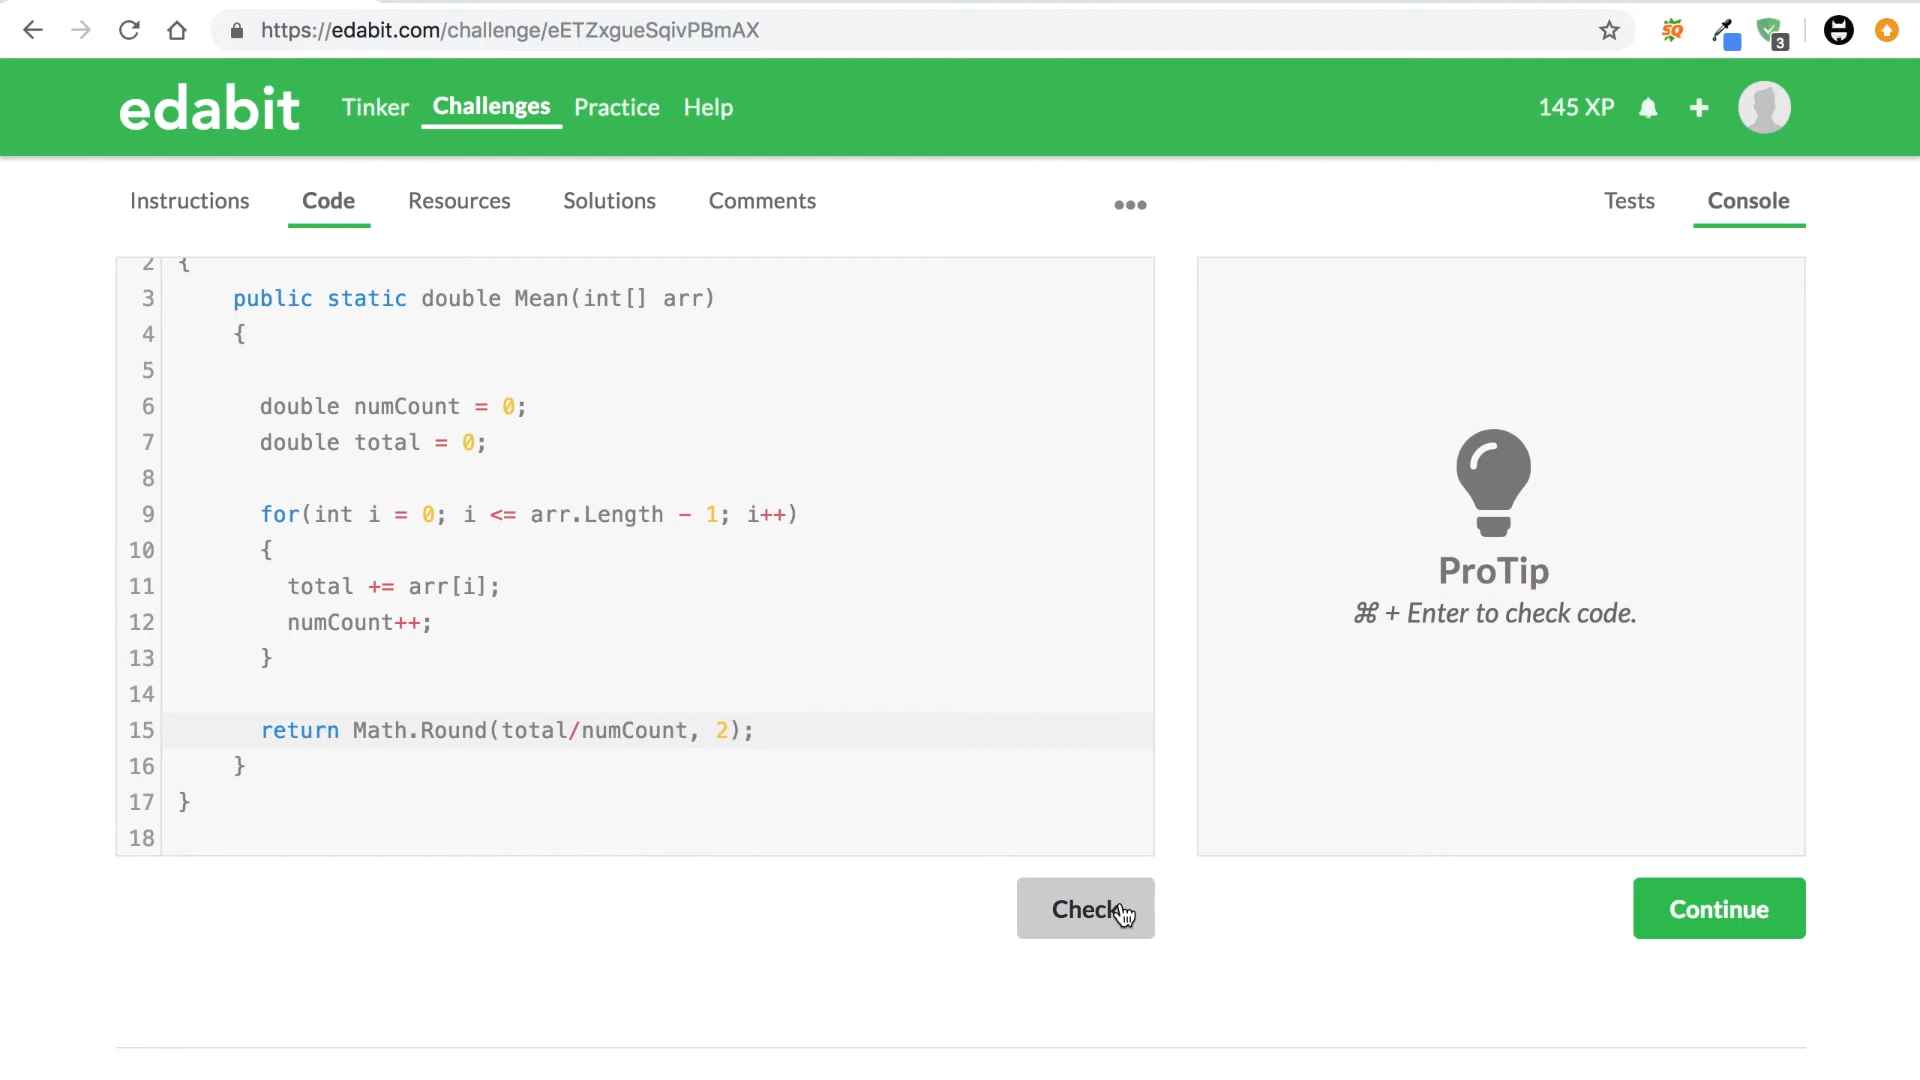 https://edabit.com/challenge/eETZxgueSqivPBmAX
SQ
3
edabit Tinker Challenges Practice Help 145 XP
Instructions Code Resources Solutions Comments ••• Tests Console
2 {
3 public static double Mean(int[] arr)
4 {
5
6 double numCount = 0;
7 double total = 0;
8
9 for(int i = 0; i <= arr.Length - 1; i++)
10 {
11 total += arr[i];
12 numCount++;
13 }
14
15 return Math.Round(total/numCount, 2);
16 }
17 }
18
ProTip
⌘ + Enter to check code.
Check
Continue